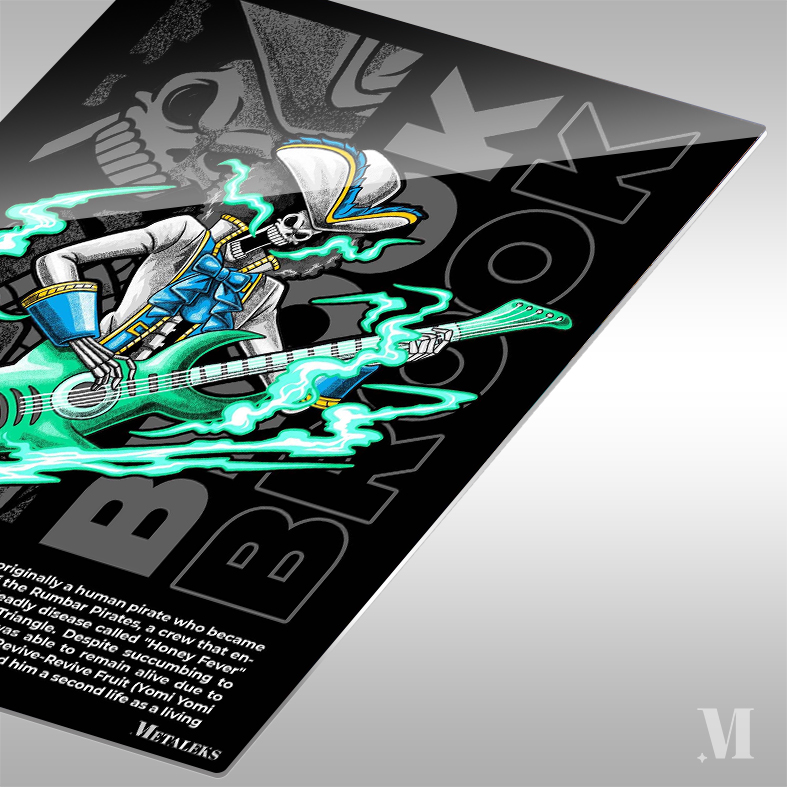 BROOK
BROOK
originally a human pirate who became
the Rumbar Pirates, a crew that en-
eadly disease called "Honey Fever"
Triangle. Despite succumbing to
was able to remain alive due to
Revive-Revive Fruit (Yomi Yomi
d him a second life as a living
METALEKS
M